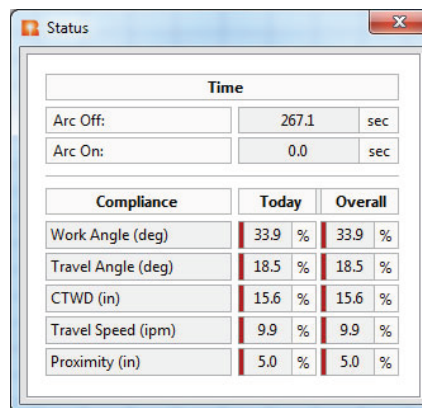 Status
Time
Arc Off: 267.1 sec
Arc On: 0.0 sec
Compliance Today Overall
Work Angle (deg) 33.9 % 33.9 %
Travel Angle (deg) 18.5 % 18.5 %
CTWD (in) 15.6 % 15.6 %
Travel Speed (ipm) 9.9 % 9.9 %
Proximity (in) 5.0 % 5.0 %